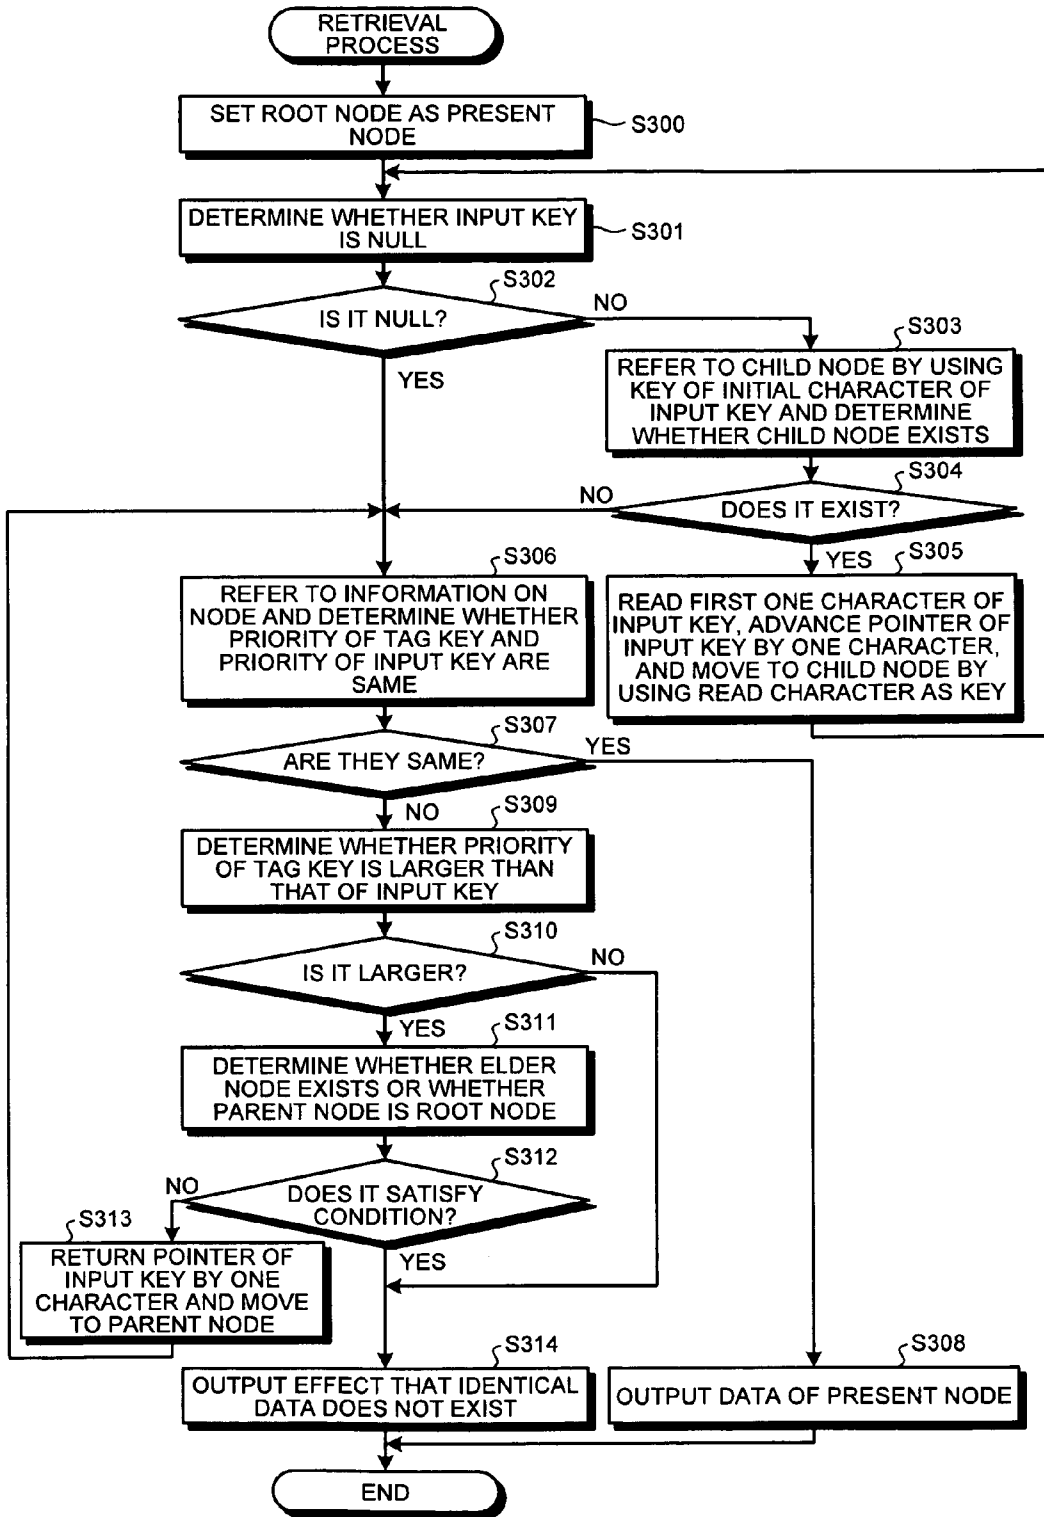 RETRIEVAL
PROCESS
SET ROOT NODE AS PRESENT
NODE
S300
DETERMINE WHETHER INPUT KEY
IS NULL
S301
S302
IS IT NULL?
NO
YES
S303
REFER TO CHILD NODE BY USING
KEY OF INITIAL CHARACTER OF
INPUT KEY AND DETERMINE
WHETHER CHILD NODE EXISTS
S304
DOES IT EXIST?
NO
YES
S305
READ FIRST ONE CHARACTER OF
INPUT KEY, ADVANCE POINTER OF
INPUT KEY BY ONE CHARACTER,
AND MOVE TO CHILD NODE BY
USING READ CHARACTER AS KEY
S306
REFER TO INFORMATION ON
NODE AND DETERMINE WHETHER
PRIORITY OF TAG KEY AND
PRIORITY OF INPUT KEY ARE
SAME
S307
ARE THEY SAME?
YES
NO
S309
DETERMINE WHETHER PRIORITY
OF TAG KEY IS LARGER THAN
THAT OF INPUT KEY
S310
IS IT LARGER?
NO
YES
S311
DETERMINE WHETHER ELDER
NODE EXISTS OR WHETHER
PARENT NODE IS ROOT NODE
S312
DOES IT SATISFY
CONDITION?
NO
YES
S313
RETURN POINTER OF
INPUT KEY BY ONE
CHARACTER AND MOVE
TO PARENT NODE
S314
OUTPUT EFFECT THAT IDENTICAL
DATA DOES NOT EXIST
S308
OUTPUT DATA OF PRESENT NODE
END